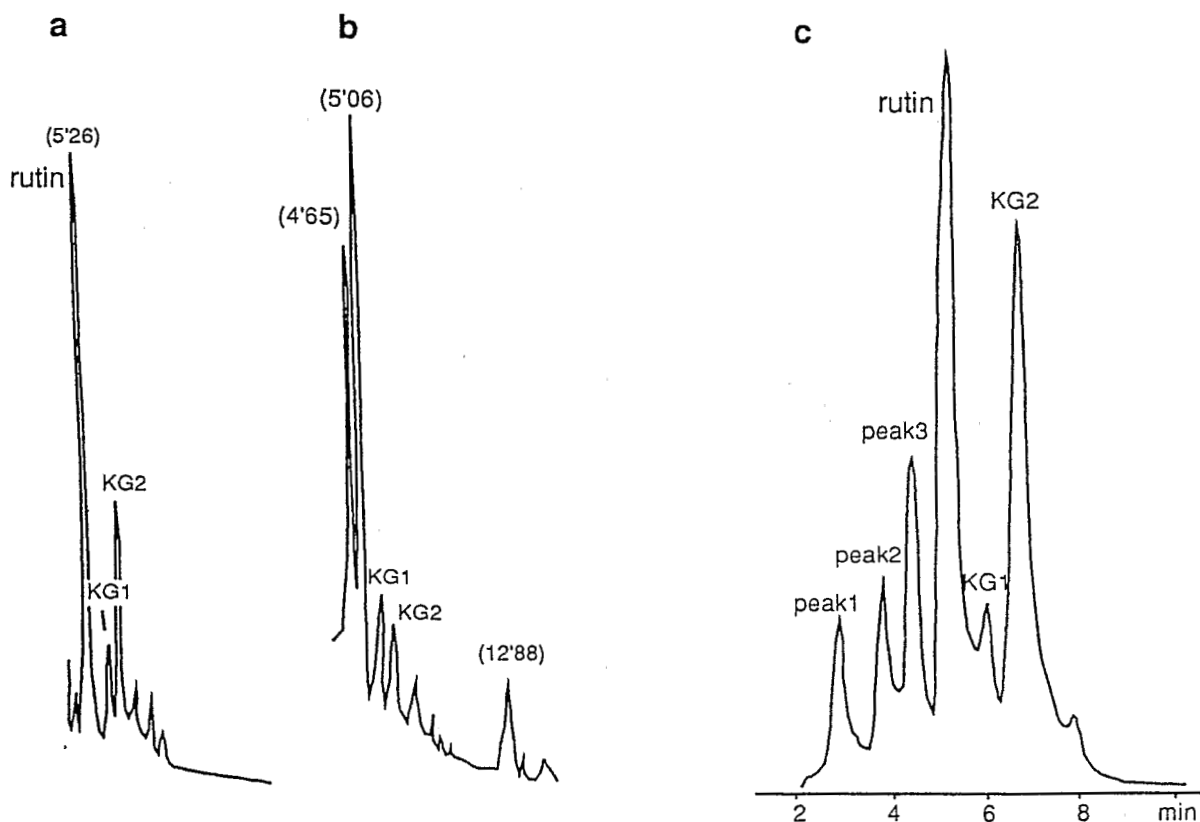 a
(5'26)
rutin
KG2
KG1
b
(5'06)
(4'65)
KG1
KG2
(12'88)
c
rutin
KG2
peak3
peak2
KG1
peak1
2 4 6 8 min